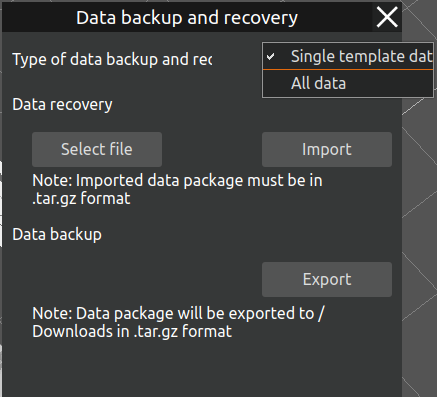 Data backup and recovery
Type of data backup and rec
Single template dat
All data
Data recovery
Select file
Import
Note: Imported data package must be in
.tar.gz format
Data backup
Export
Note: Data package will be exported to /
Downloads in .tar.gz format